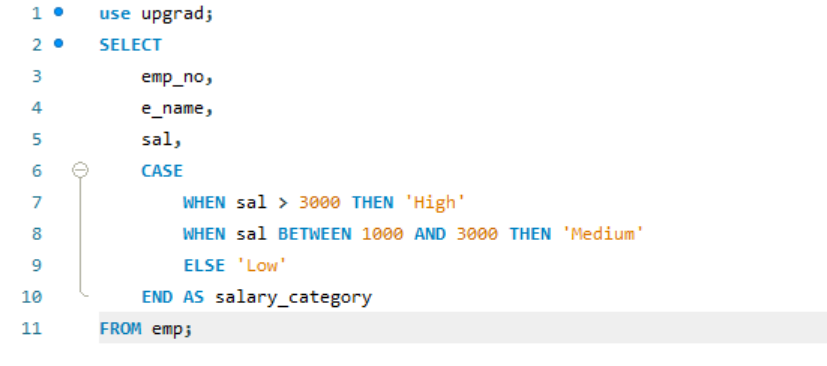 1 use upgrad;
2 SELECT
3 emp_no,
4 e_name,
5 sal,
6 CASE
7 WHEN sal > 3000 THEN 'High'
8 WHEN sal BETWEEN 1000 AND 3000 THEN 'Medium'
9 ELSE 'Low'
10 END AS salary_category
11 FROM emp;